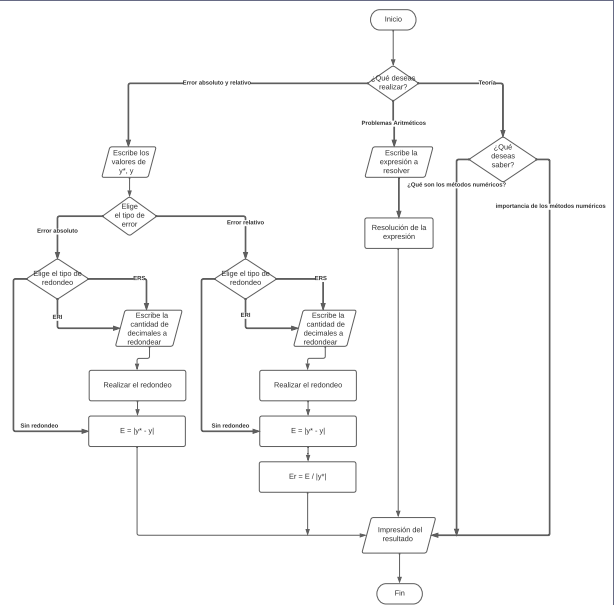 Inicio
¿Qué deseas
realizar?
Error absoluto y relativo
Teoría
Problemas Aritméticos
Escribe los
valores de
y*, y
Escribe la
expresión a
resolver
¿Qué
deseas
saber?
¿Qué son los métodos numéricos?
importancia de los métodos numéricos
Elige
el tipo de
error
Error absoluto
Error relativo
Resolución de la
expresión
Elige el tipo de
redondeo
ERS
ERI
Elige el tipo de
redondeo
ERS
ERI
Escribe la
cantidad de
decimales a
redondear
Escribe la
cantidad de
decimales a
redondear
Realizar el redondeo
Realizar el redondeo
Sin redondeo
E = |y* - y|
Sin redondeo
E = |y* - y|
Er = E / |y*|
Impresión del
resultado
Fin